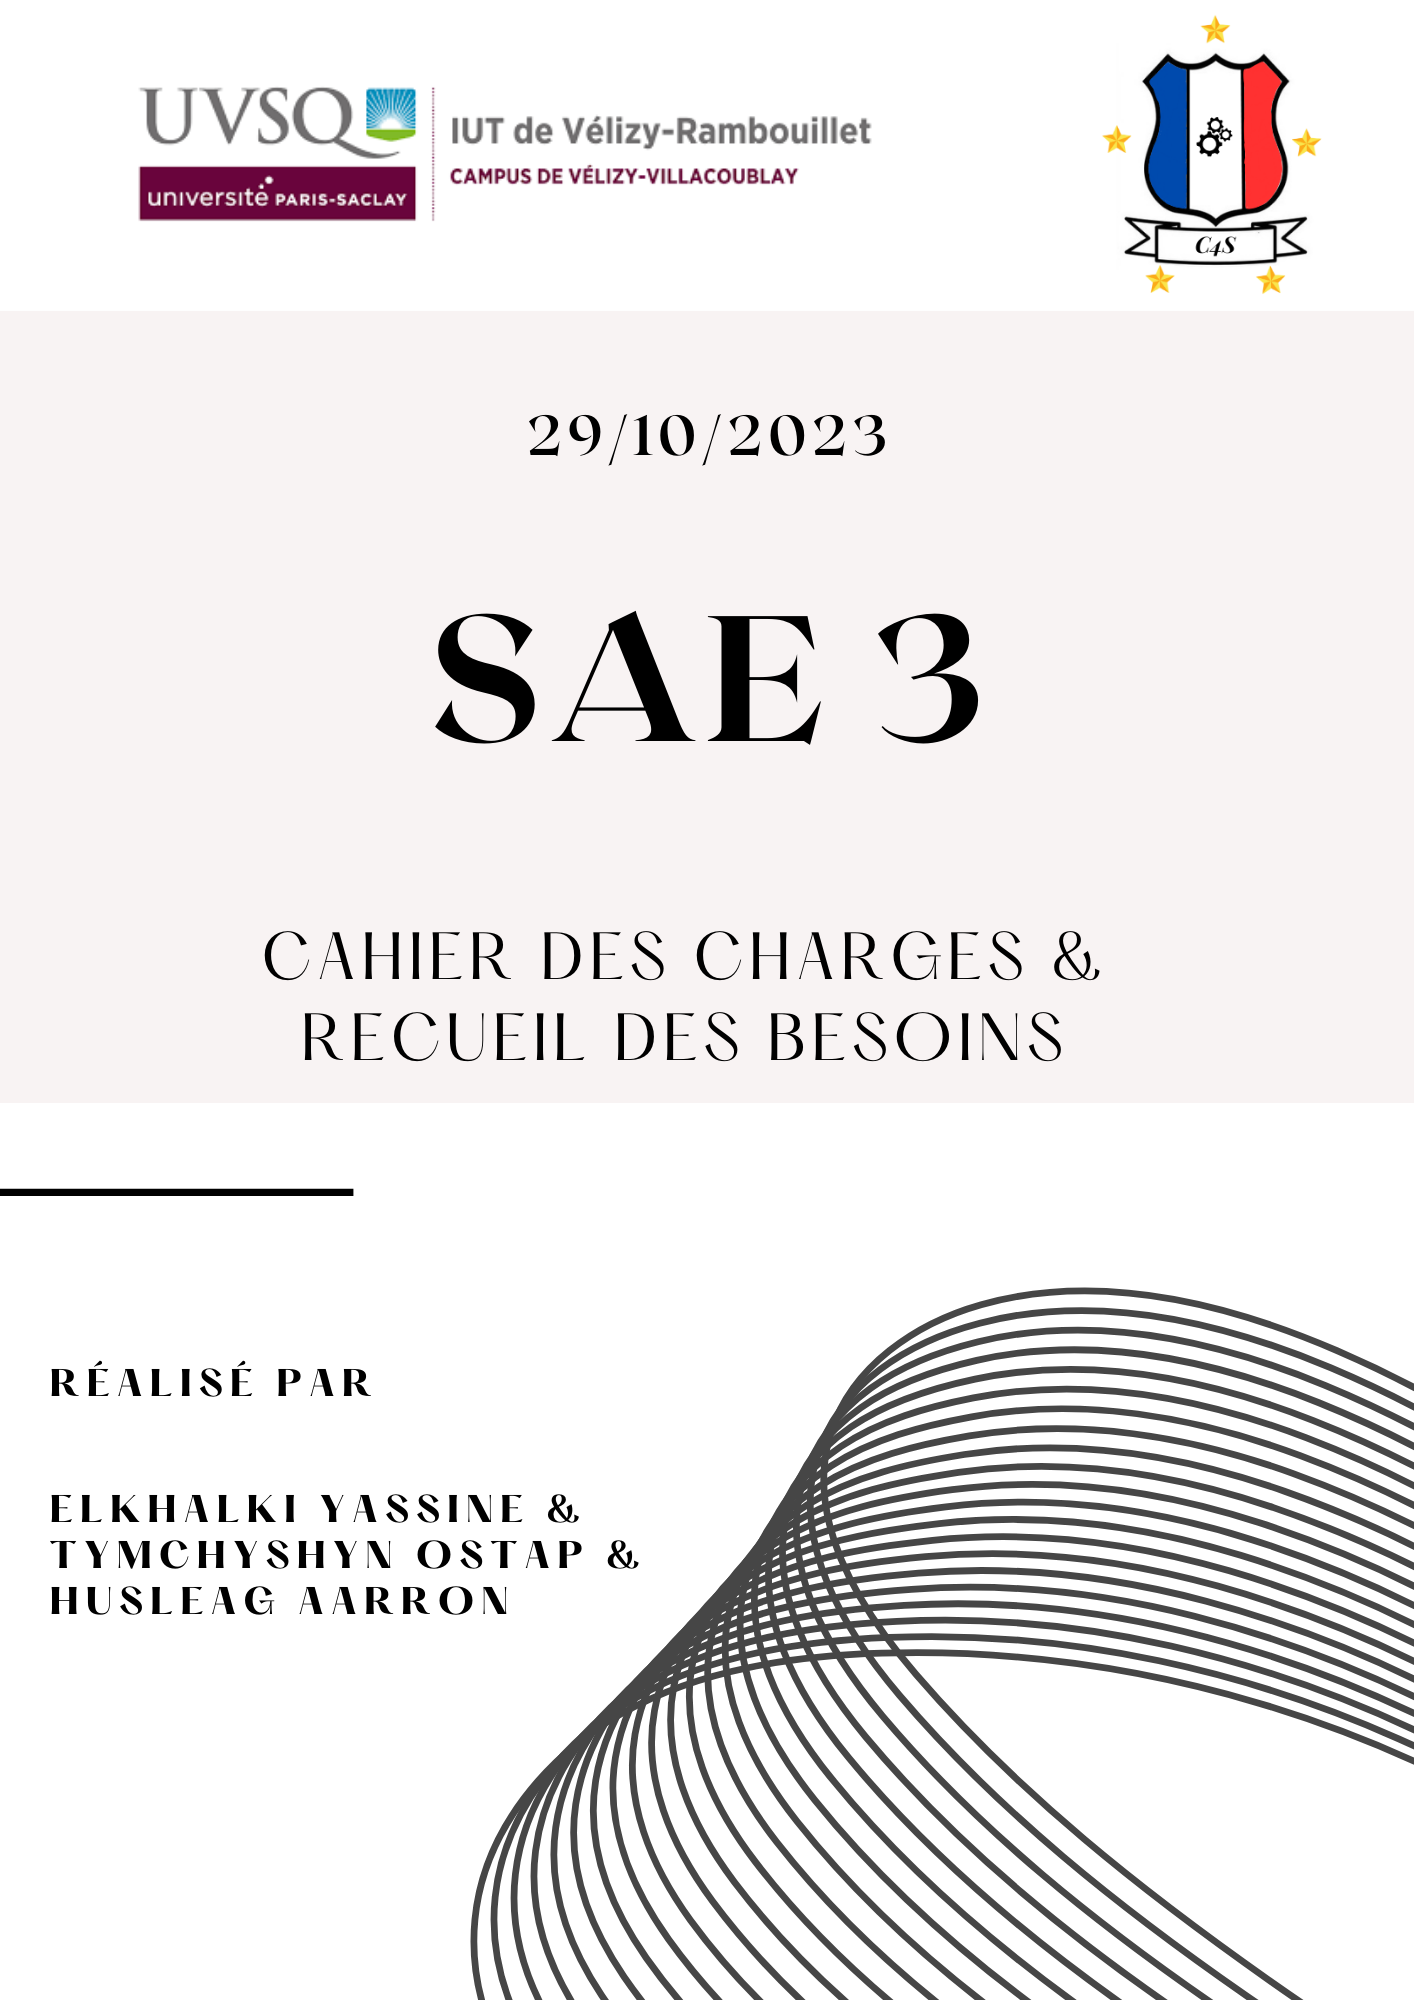 UVSQ
université PARIS-SACLAY
IUT de Vélizy-Rambouillet
CAMPUS DE VÉLIZY-VILLACOUBLAY
C4S
29/10/2023
SAE 3
CAHIER DES CHARGES &
RECUEIL DES BESOINS
RÉALISÉ PAR
ELKHALKI YASSINE &
TYMCHYSHYN OSTAP &
HUSLEAG AARRON